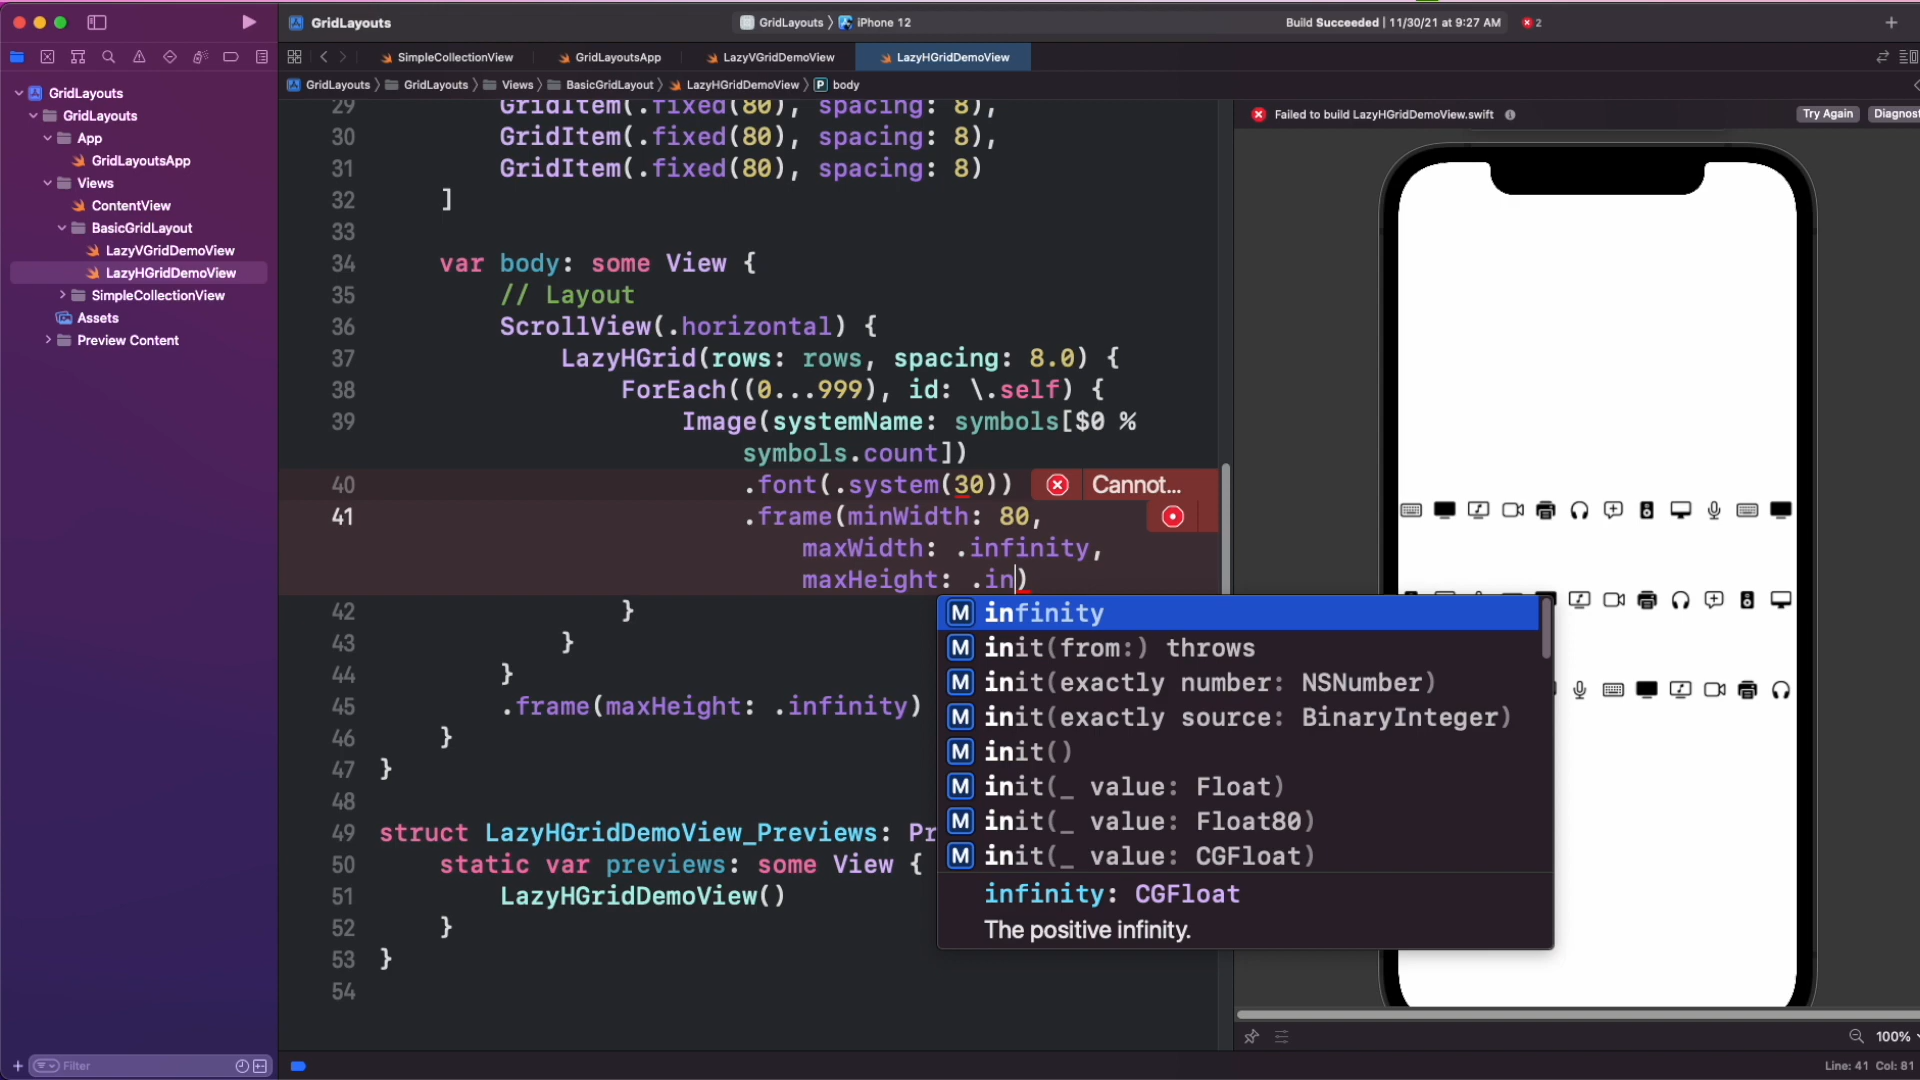 GridLayouts
GridLayouts
iPhone 12
Build Succeeded | 11/30/21 at 9:27 AM
2
SimpleCollectionView
GridLayoutsApp
LazyVGridDemoView
LazyHGridDemoView
GridLayouts
GridLayouts
Views
BasicGridLayout
LazyHGridDemoView
P
body
GridLayouts
GridLayouts
App
GridLayoutsApp
Views
ContentView
BasicGridLayout
LazyVGridDemoView
LazyHGridDemoView
SimpleCollectionView
Assets
Preview Content
Filter
29 GridItem(.fixed(80), spacing: 8),
30 GridItem(.fixed(80), spacing: 8),
31 GridItem(.fixed(80), spacing: 8)
32 ]
33
34 var body: some View {
35 // Layout
36 ScrollView(.horizontal) {
37 LazyHGrid(rows: rows, spacing: 8.0) {
38 ForEach((0...999), id: \.self) {
39 Image(systemName: symbols[$0 %
symbols.count])
40 .font(.system(30)) Cannot...
41 .frame(minWidth: 80,
maxWidth: .infinity,
maxHeight: .in)
42 }
43 }
44 }
45 .frame(maxHeight: .infinity)
46 }
47 }
48
49 struct LazyHGridDemoView_Previews: Pr
50 static var previews: some View {
51 LazyHGridDemoView()
52 }
53 }
54
M infinity
M init(from:) throws
M init(exactly number: NSNumber)
M init(exactly source: BinaryInteger)
M init()
M init(_ value: Float)
M init(_ value: Float80)
M init(_ value: CGFloat)
infinity: CGFloat
The positive infinity.
Failed to build LazyHGridDemoView.swift
Try Again
Diagnost
100%
Line: 41 Col: 81